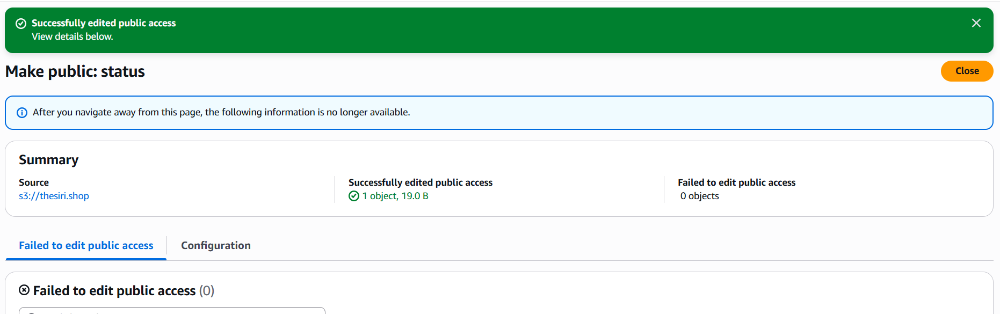 Successfully edited public access
View details below.
Make public: status
Close
After you navigate away from this page, the following information is no longer available.
Summary
Source
s3://thesiri.shop
Successfully edited public access
1 object, 19.0 B
Failed to edit public access
0 objects
Failed to edit public access
Configuration
Failed to edit public access (0)